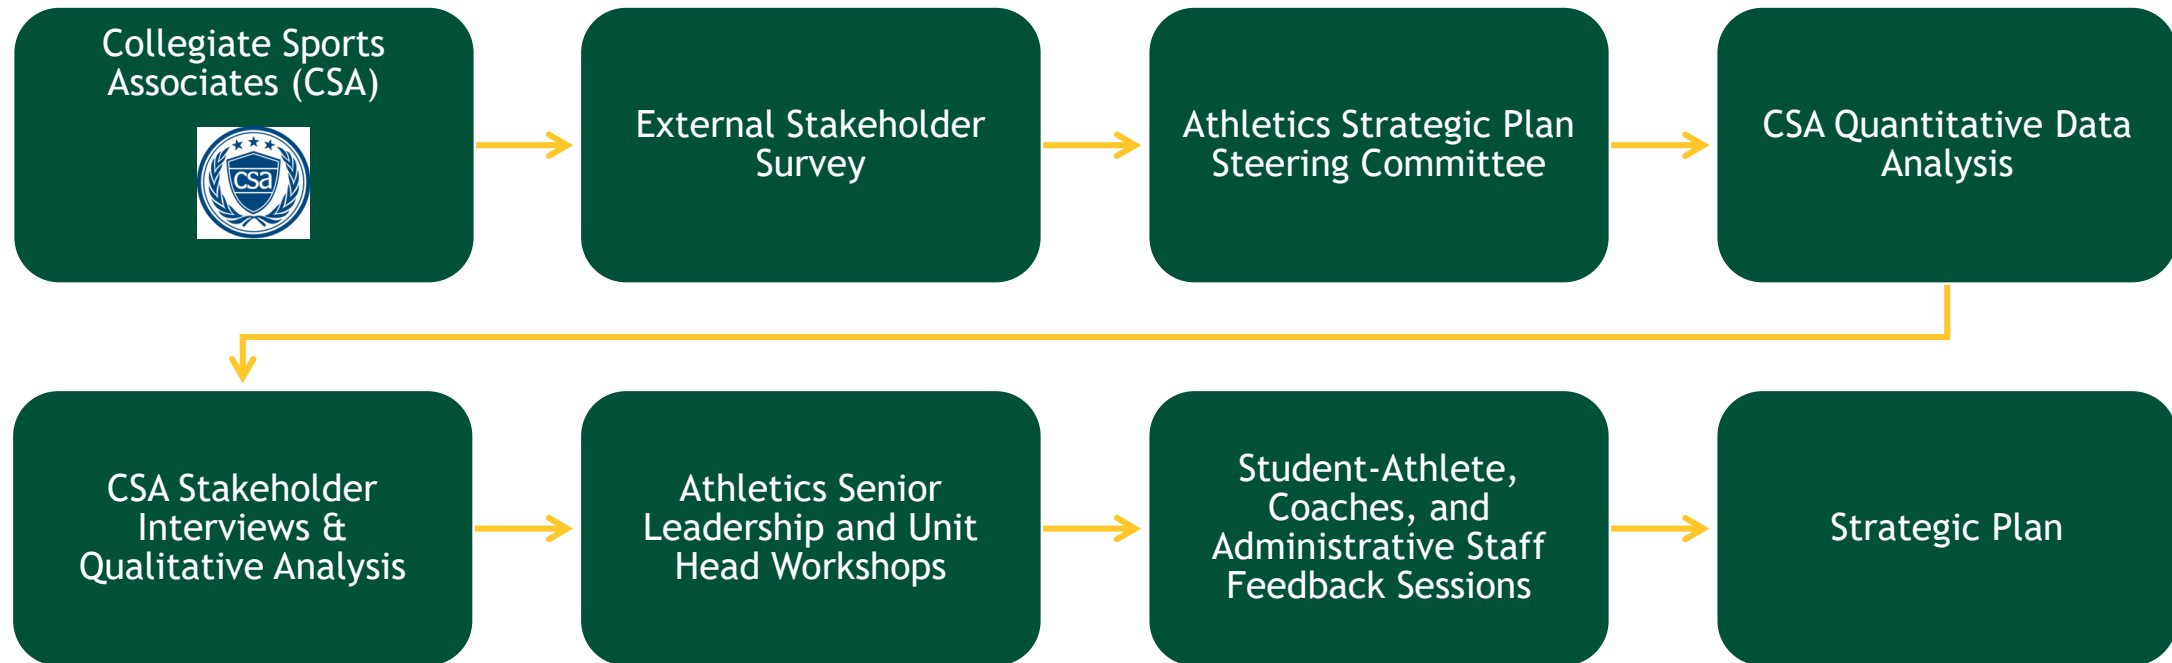 Collegiate Sports
Associates (CSA)
csa
External Stakeholder
Survey
Athletics Strategic Plan
Steering Committee
CSA Quantitative Data
Analysis
CSA Stakeholder
Interviews &
Qualitative Analysis
Athletics Senior
Leadership and Unit
Head Workshops
Student-Athlete,
Coaches, and
Administrative Staff
Feedback Sessions
Strategic Plan